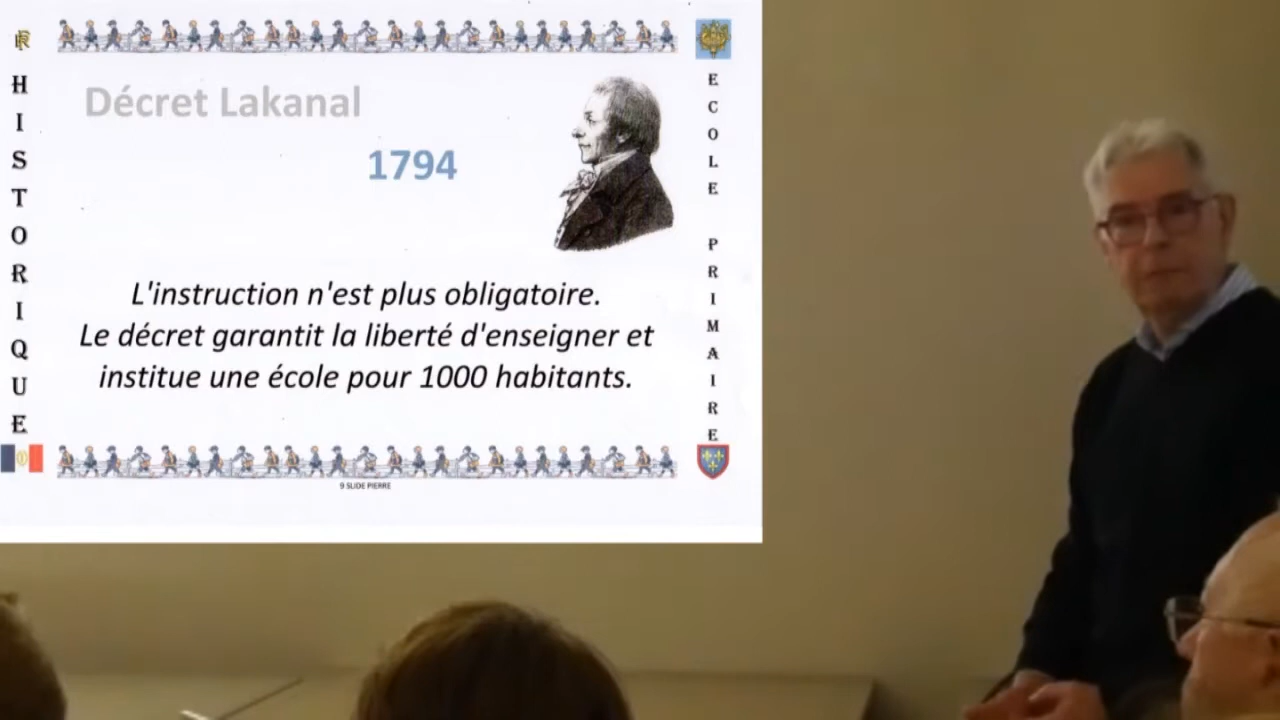 RF
HISTORIQUE
Décret Lakanal
1794
L'instruction n'est plus obligatoire.
Le décret garantit la liberté d'enseigner et
institue une école pour 1000 habitants.
9 SLIDE PIERRE
ECOLE PRIMAIRE